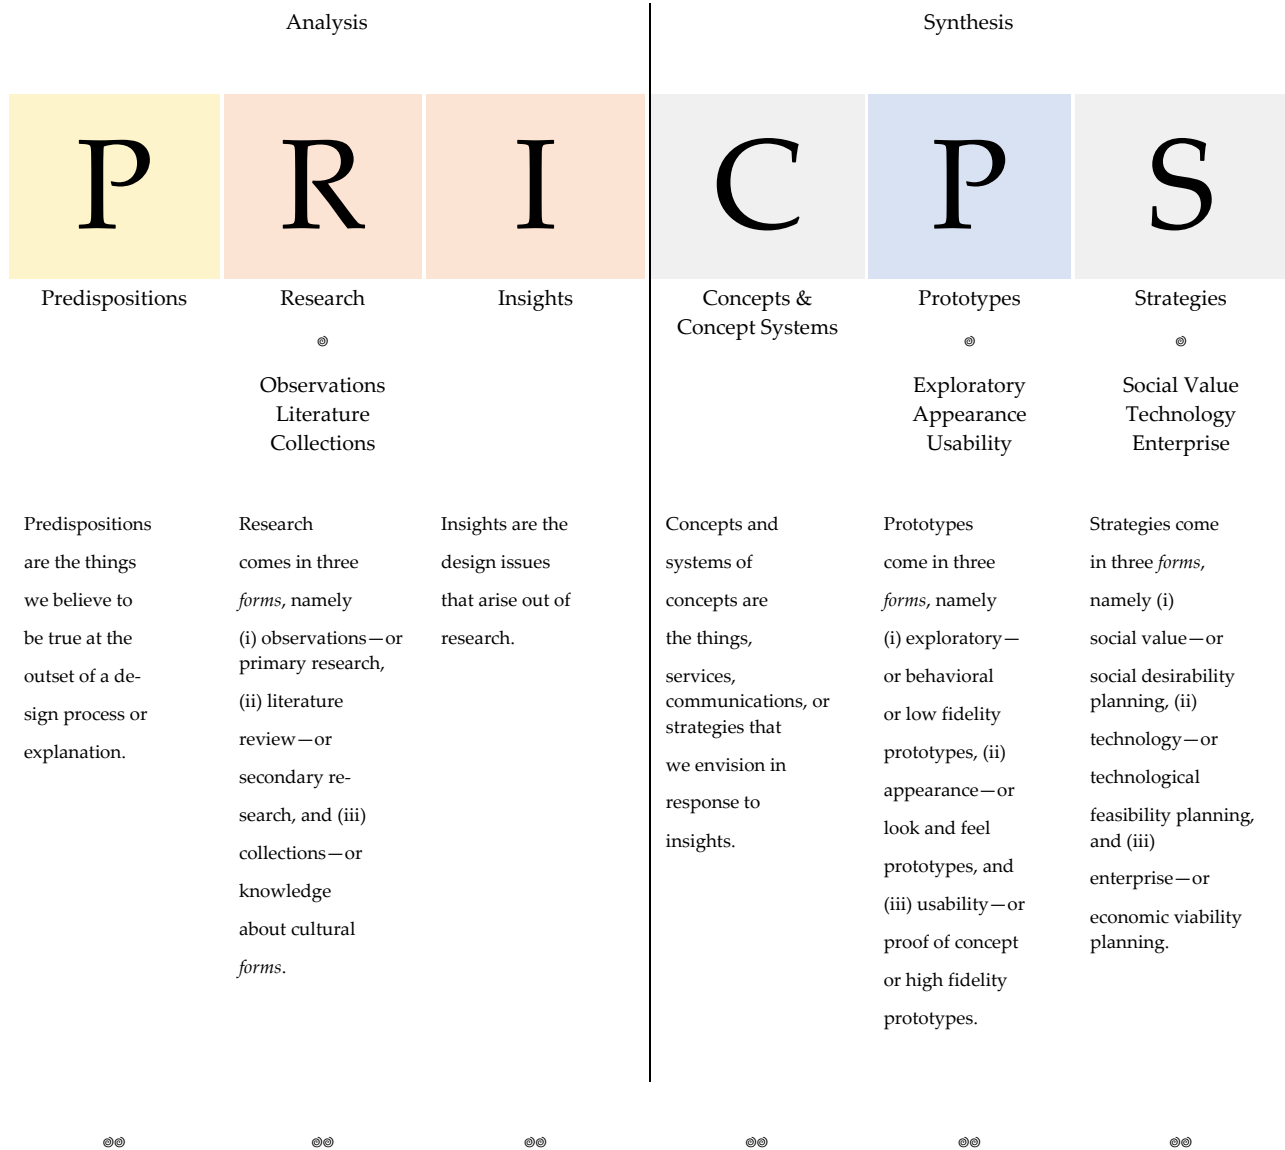 Analysis
Synthesis
P
R
I
C
P
S
Predispositions
Research
Observations
Literature
Collections
Insights
Concepts &
Concept Systems
Prototypes
Exploratory
Appearance
Usability
Strategies
Social Value
Technology
Enterprise
Predispositions
are the things
we believe to
be true at the
outset of a de-
sign process or
explanation.
Research
comes in three
forms, namely
(i) observations—or
primary research,
(ii) literature
review—or
secondary re-
search, and (iii)
collections—or
knowledge
about cultural
forms.
Insights are the
design issues
that arise out of
research.
Concepts and
systems of
concepts are
the things,
services,
communications, or
strategies that
we envision in
response to
insights.
Prototypes
come in three
forms, namely
(i) exploratory—
or behavioral
or low fidelity
prototypes, (ii)
appearance—or
look and feel
prototypes, and
(iii) usability—or
proof of concept
or high fidelity
prototypes.
Strategies come
in three forms,
namely (i)
social value—or
social desirability
planning, (ii)
technology—or
technological
feasibility planning,
and (iii)
enterprise—or
economic viability
planning.